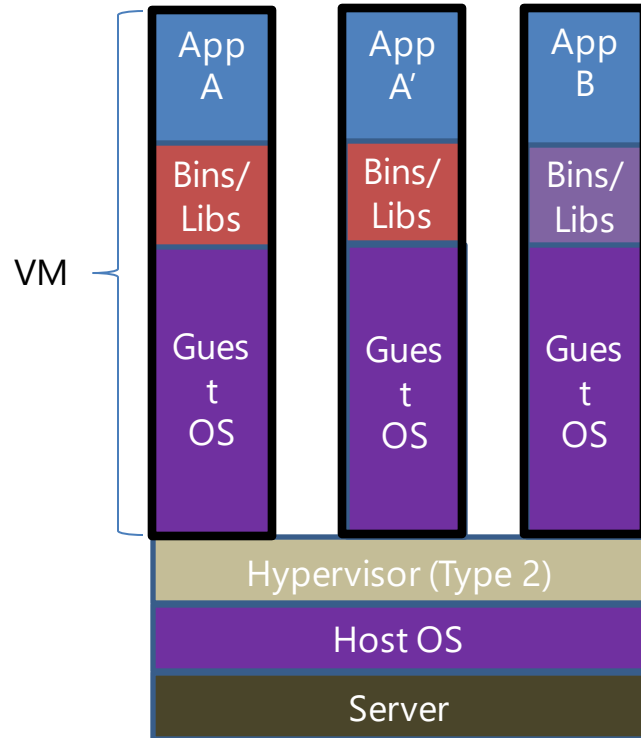 App
A
App
A‘
App
B
Bins/
Libs
Bins/
Libs
Bins/
Libs
VM
Gues
t
OS
Gues
t
OS
Gues
t
OS
Hypervisor (Type 2)
Host OS
Server